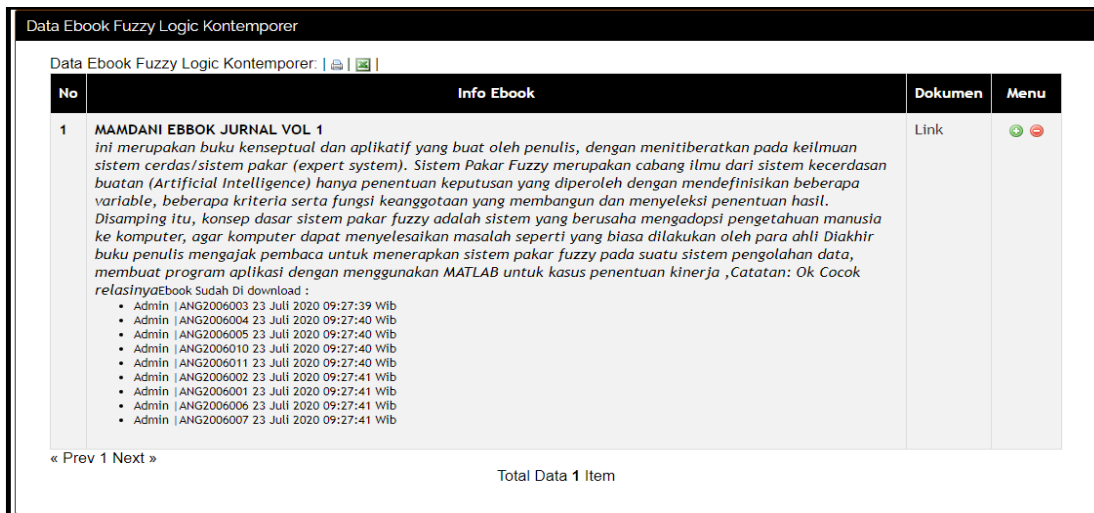 Data Ebook Fuzzy Logic Kontemporer
Data Ebook Fuzzy Logic Kontemporer: | | |
No Info Ebook Dokumen Menu
1 MAMDANI EBBOK JURNAL VOL 1 Link
ini merupakan buku kenseptual dan aplikatif yang buat oleh penulis, dengan menitiberatkan pada keilmuan
sistem cerdas/sistem pakar (expert system). Sistem Pakar Fuzzy merupakan cabang ilmu dari sistem kecerdasan
buatan (Artificial Intelligence) hanya penentuan keputusan yang diperoleh dengan mendefinisikan beberapa
variable, beberapa kriteria serta fungsi keanggotaan yang membangun dan menyeleksi penentuan hasil.
Disamping itu, konsep dasar sistem pakar fuzzy adalah sistem yang berusaha mengadopsi pengetahuan manusia
ke komputer, agar komputer dapat menyelesaikan masalah seperti yang biasa dilakukan oleh para ahli Diakhir
buku penulis mengajak pembaca untuk menerapkan sistem pakar fuzzy pada suatu sistem pengolahan data,
membuat program aplikasi dengan menggunakan MATLAB untuk kasus penentuan kinerja ,Catatan: Ok Cocok
relasinyaEbook Sudah Di download :
• Admin |ANG2006003 23 Juli 2020 09:27:39 Wib
• Admin |ANG2006004 23 Juli 2020 09:27:40 Wib
• Admin |ANG2006005 23 Juli 2020 09:27:40 Wib
• Admin |ANG2006010 23 Juli 2020 09:27:40 Wib
• Admin |ANG2006011 23 Juli 2020 09:27:40 Wib
• Admin |ANG2006002 23 Juli 2020 09:27:41 Wib
• Admin |ANG2006001 23 Juli 2020 09:27:41 Wib
• Admin |ANG2006006 23 Juli 2020 09:27:41 Wib
• Admin |ANG2006007 23 Juli 2020 09:27:41 Wib
« Prev 1 Next »
Total Data 1 Item